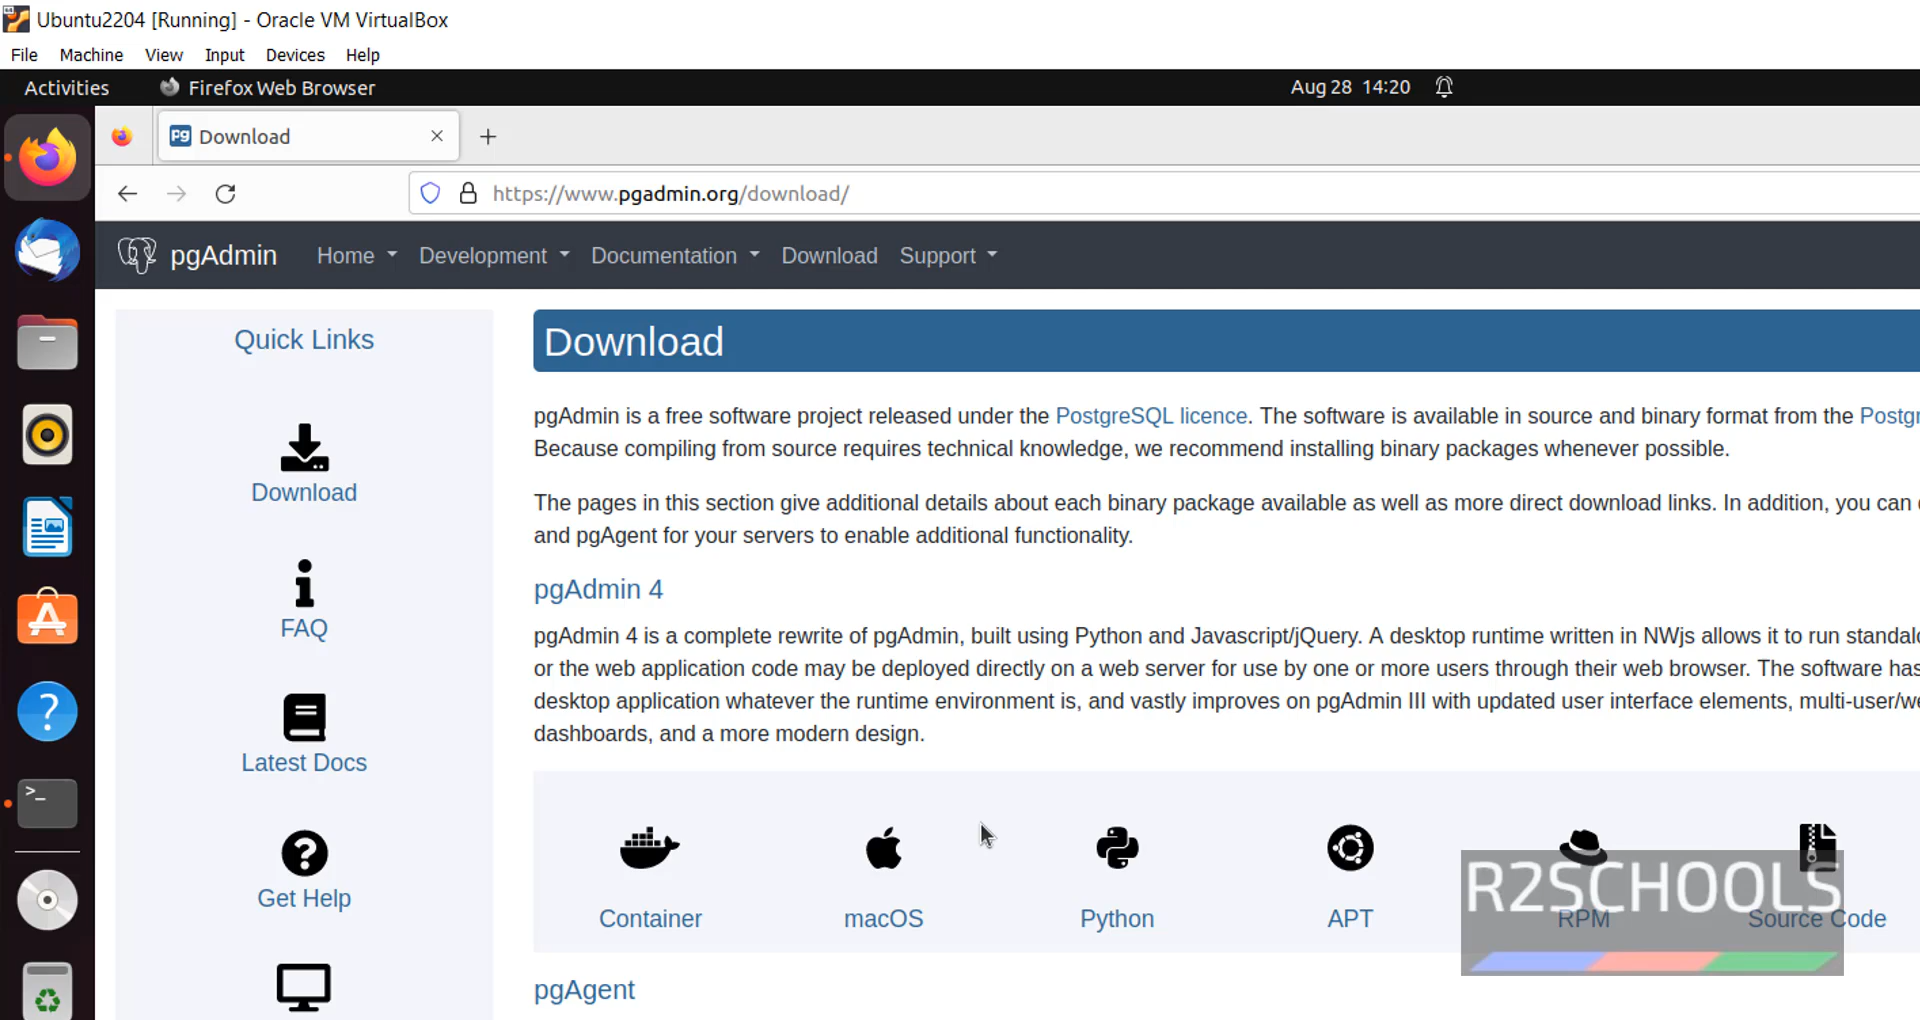 Ubuntu2204 [Running] - Oracle VM VirtualBox
File Machine View Input Devices Help
Activities Firefox Web Browser Aug 28 14:20
pg Download
https://www.pgadmin.org/download/
pgAdmin Home Development Documentation Download Support
Quick Links
Download
FAQ
Latest Docs
Get Help
Download
pgAdmin is a free software project released under the PostgreSQL licence. The software is available in source and binary format from the Postgr
Because compiling from source requires technical knowledge, we recommend installing binary packages whenever possible.
The pages in this section give additional details about each binary package available as well as more direct download links. In addition, you can
and pgAgent for your servers to enable additional functionality.
pgAdmin 4
pgAdmin 4 is a complete rewrite of pgAdmin, built using Python and Javascript/jQuery. A desktop runtime written in NWjs allows it to run standalo
or the web application code may be deployed directly on a web server for use by one or more users through their web browser. The software has
desktop application whatever the runtime environment is, and vastly improves on pgAdmin III with updated user interface elements, multi-user/we
dashboards, and a more modern design.
Container macOS Python APT RPM Source Code
R2SCHOOLS
pgAgent